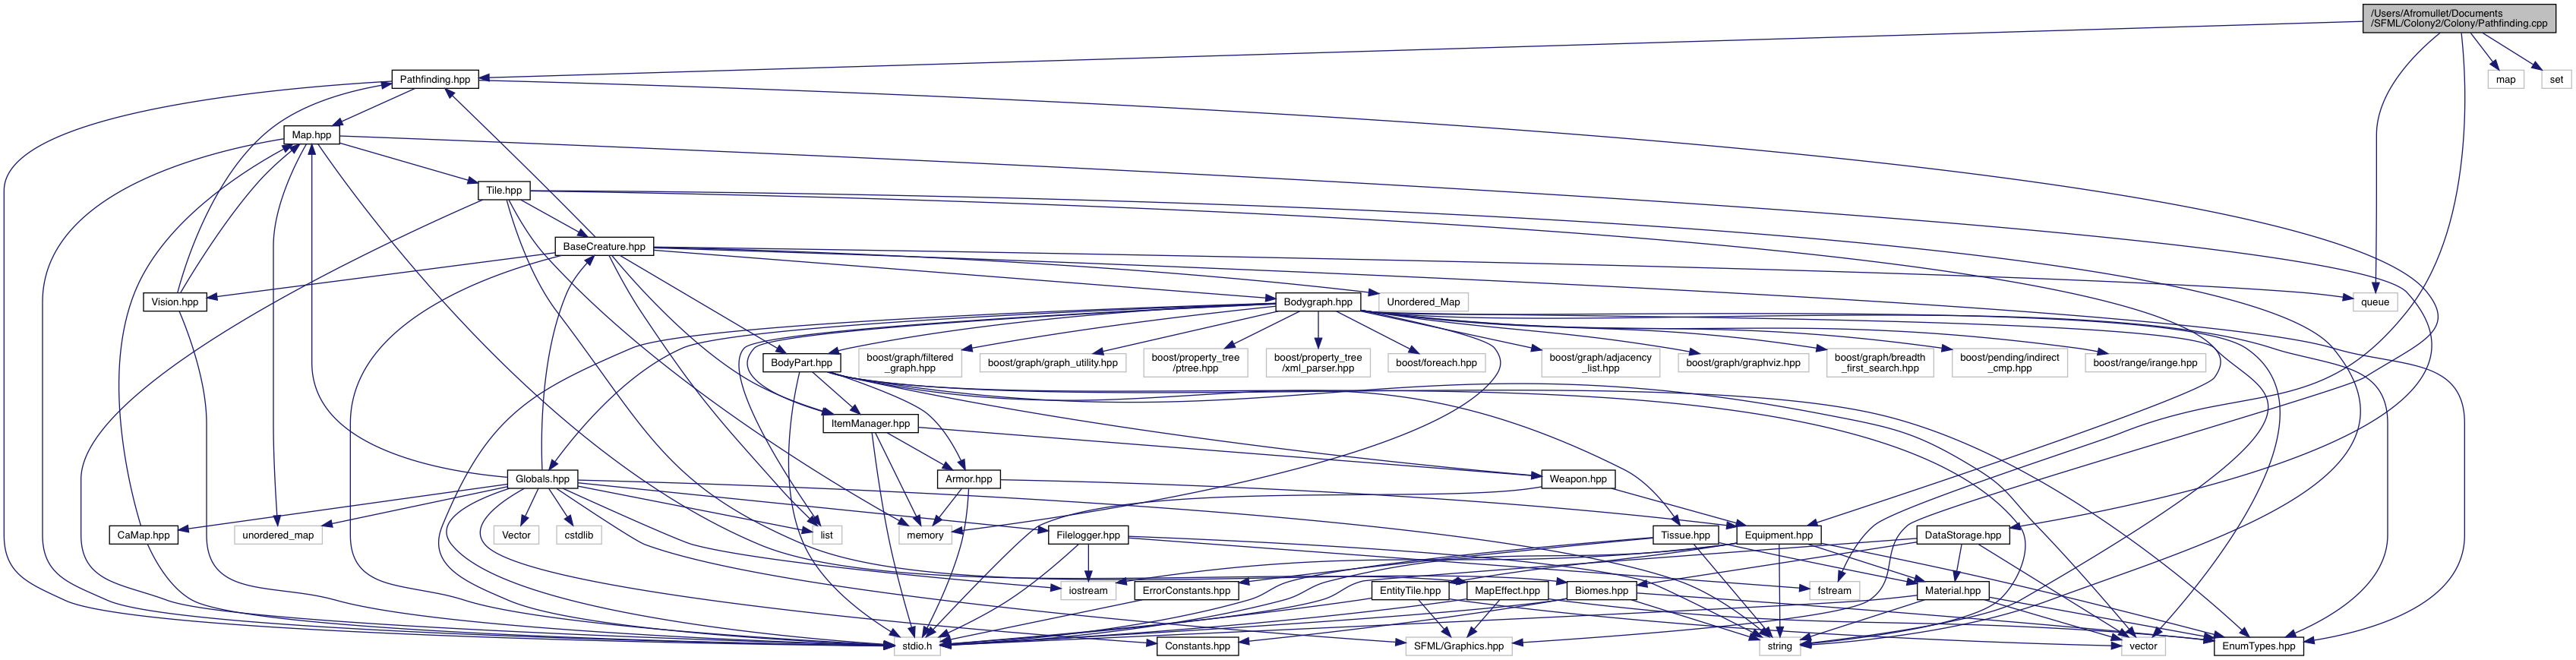 /Users/Afromullet/Documents
/SFML/Colony2/Colony/Pathfinding.cpp
Pathfinding.hpp
map
set
Map.hpp
Tile.hpp
BaseCreature.hpp
Vision.hpp
Bodygraph.hpp
Unordered_Map
queue
BodyPart.hpp
boost/graph/filtered
_graph.hpp
boost/graph/graph_utility.hpp
boost/property_tree
/ptree.hpp
boost/property_tree
/xml_parser.hpp
boost/foreach.hpp
boost/graph/adjacency
_list.hpp
boost/graph/graphviz.hpp
boost/graph/breadth
_first_search.hpp
boost/pending/indirect
_cmp.hpp
boost/range/irange.hpp
ItemManager.hpp
Globals.hpp
Armor.hpp
Weapon.hpp
CaMap.hpp
unordered_map
Vector
cstdlib
list
memory
Filelogger.hpp
Tissue.hpp
Equipment.hpp
DataStorage.hpp
iostream
ErrorConstants.hpp
EntityTile.hpp
MapEffect.hpp
Biomes.hpp
fstream
Material.hpp
stdio.h
Constants.hpp
SFML/Graphics.hpp
string
vector
EnumTypes.hpp